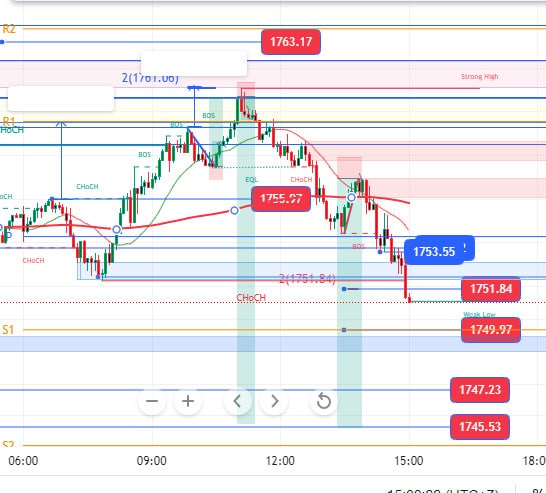 R2
1763.17
2(1761.06)
Strong High
R1
HoCH
BOS
BOS
BOS
CHoCH
EQL
CHoCH
1755.97
CHoCH
BOS
1753.55
2(1751.84)
1751.84
CHoCH
Weak Low
S1
1749.97
1747.23
1745.53
S2
06:00
09:00
12:00
15:00
18:0